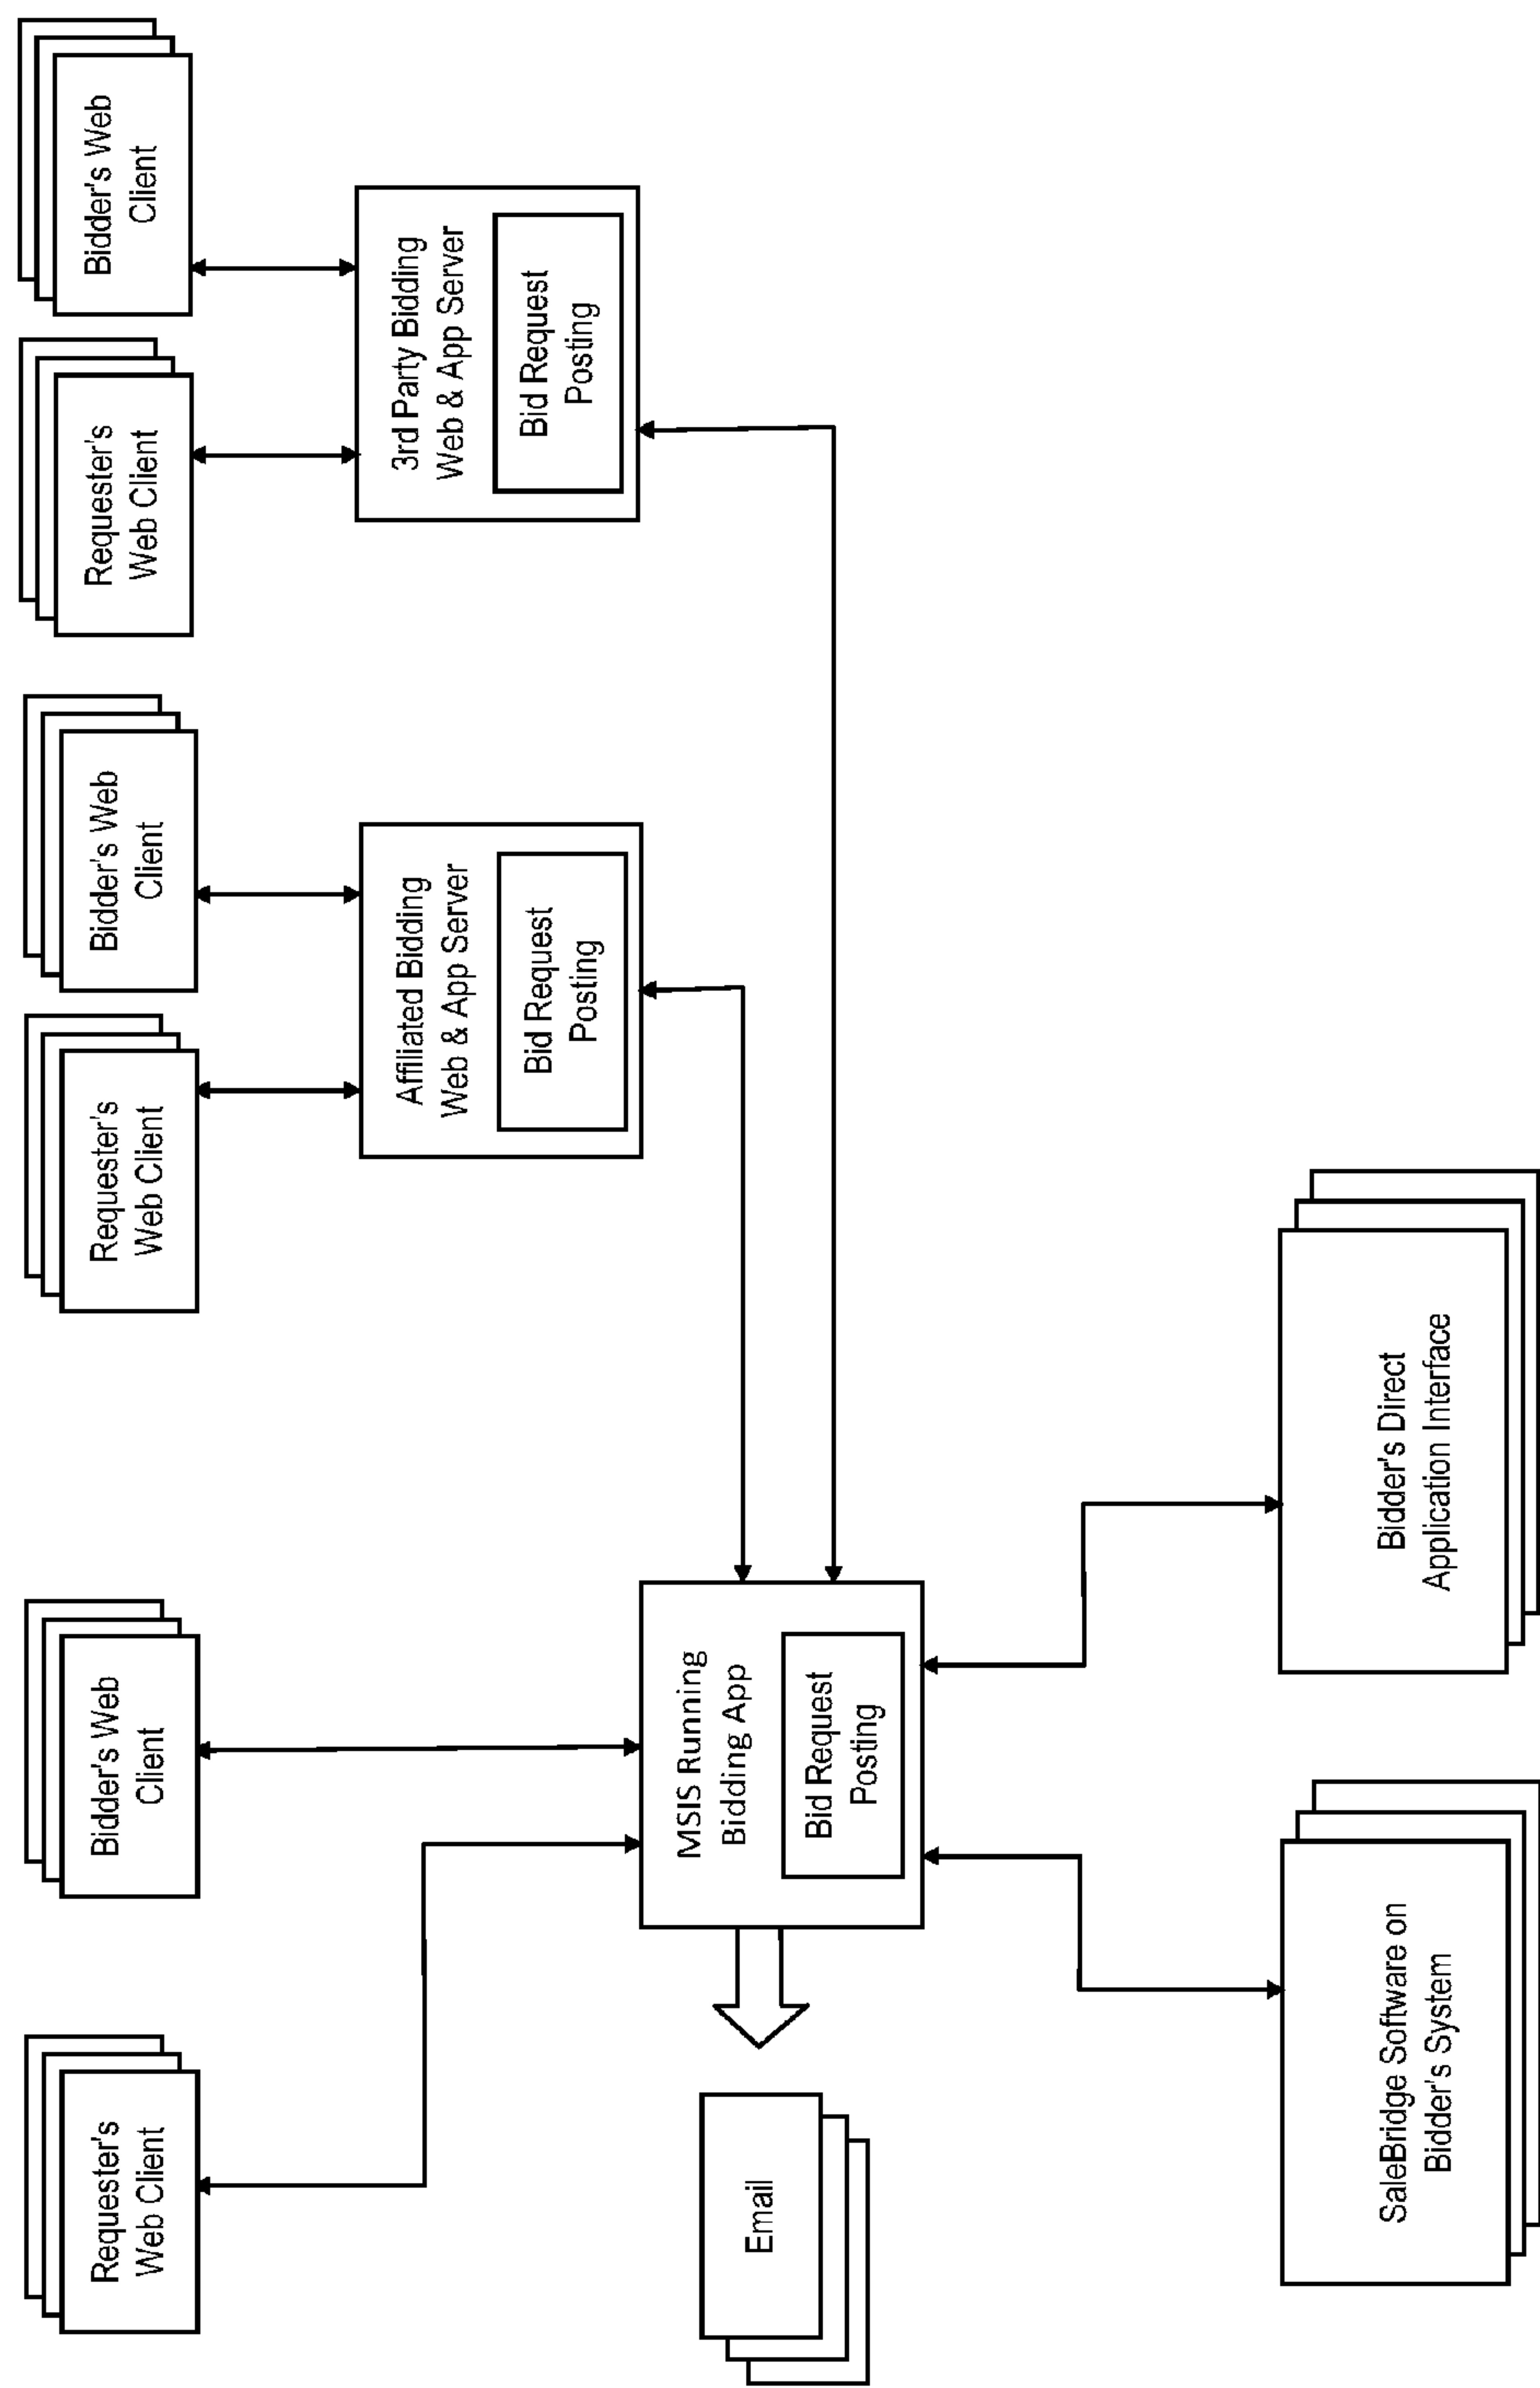 Requester's
Web Client
Bidder's Web
Client
Requester's
Web Client
Bidder's Web
Client
Requester's
Web Client
Bidder's Web
Client
Affiliated Bidding
Web & App Server
Bid Request
Posting
3rd Party Bidding
Web & App Server
Bid Request
Posting
Email
MSIS Running
Bidding App
Bid Request
Posting
SaleBridge Software on
Bidder's System
Bidder's Direct
Application Interface